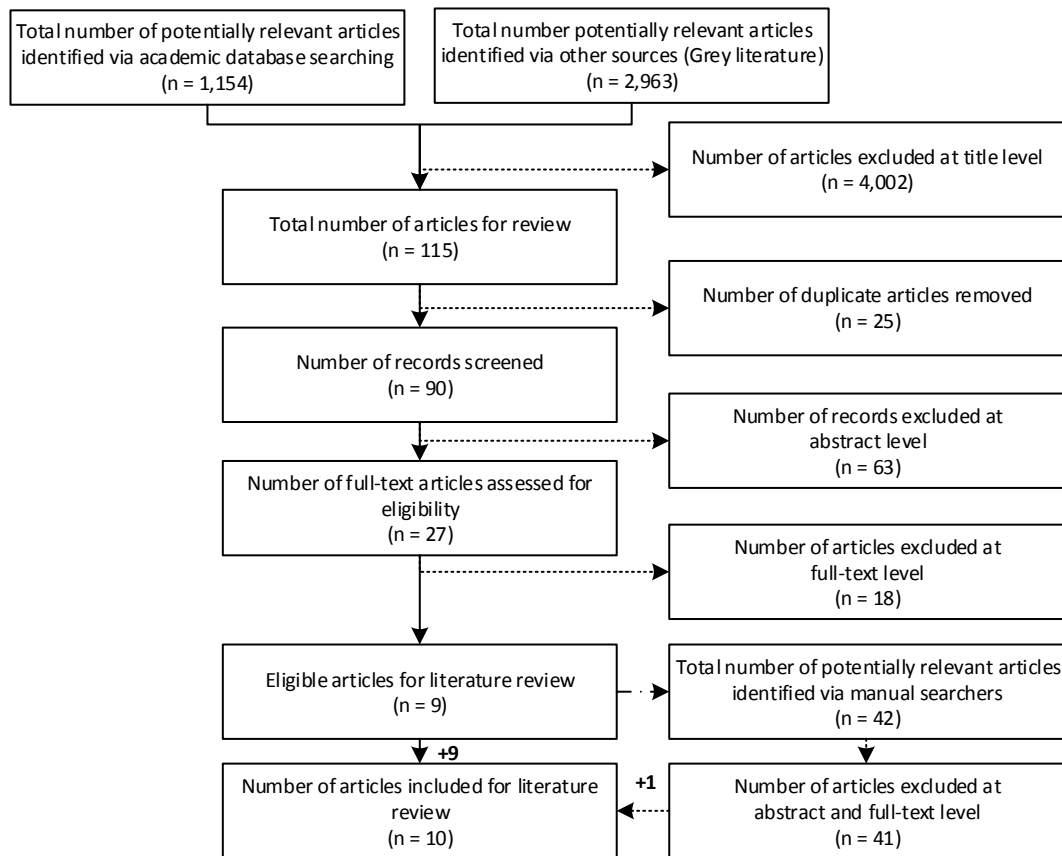 Total number of potentially relevant articles
identified via academic database searching
(n = 1,154)
Total number potentially relevant articles
identified via other sources (Grey literature)
(n = 2,963)
Number of articles excluded at title level
(n = 4,002)
Total number of articles for review
(n = 115)
Number of duplicate articles removed
(n = 25)
Number of records screened
(n = 90)
Number of records excluded at
abstract level
(n = 63)
Number of full-text articles assessed for
eligibility
(n = 27)
Number of articles excluded at
full-text level
(n = 18)
Eligible articles for literature review
(n = 9)
Total number of potentially relevant articles
identified via manual searchers
(n = 42)
+9
Number of articles included for literature
review
(n = 10)
+1
Number of articles excluded at
abstract and full-text level
(n = 41)